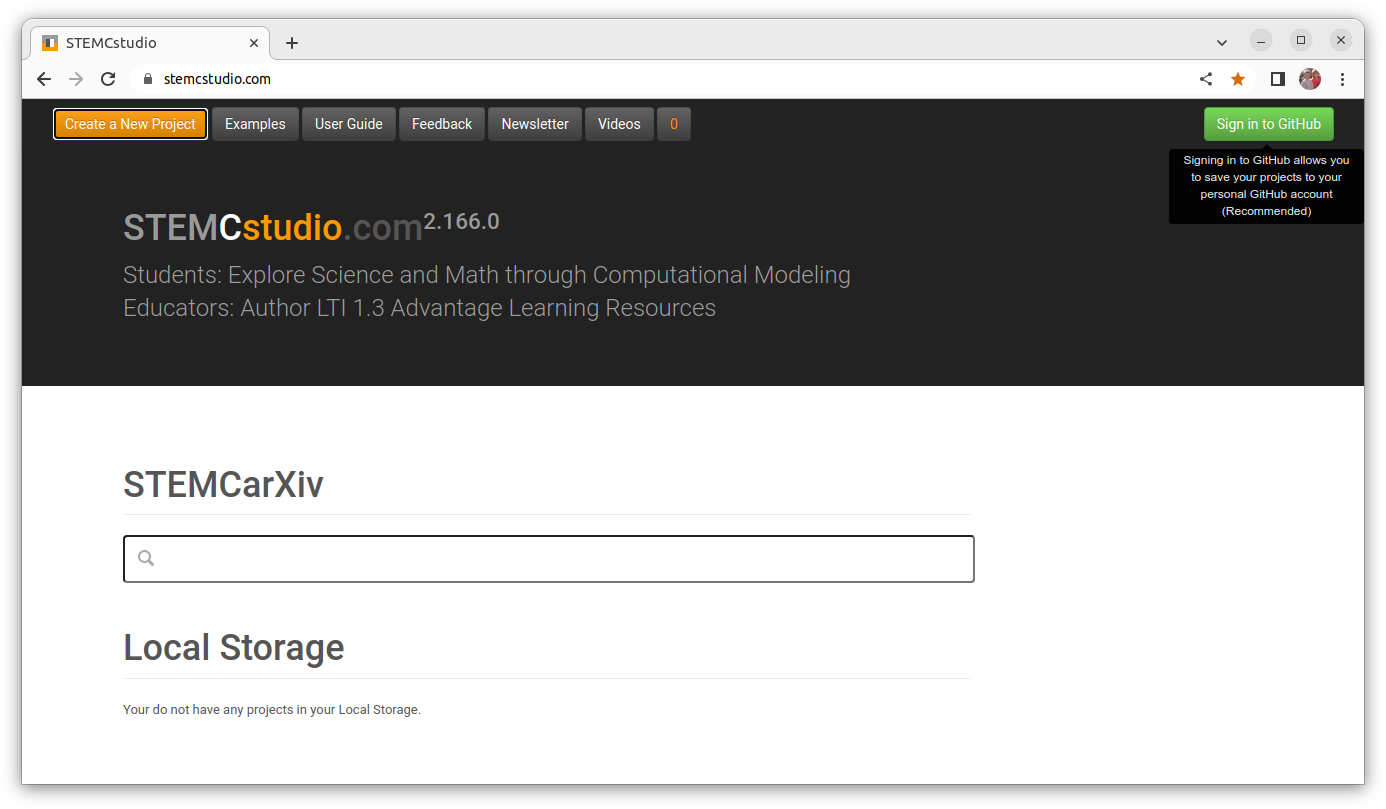 STEMCstudio
stemcstudio.com
Create a New Project Examples User Guide Feedback Newsletter Videos 0 Sign in to GitHub
Signing in to GitHub allows you
to save your projects to your
personal GitHub account
(Recommended)
STEMCstudio.com2.166.0
Students: Explore Science and Math through Computational Modeling
Educators: Author LTI 1.3 Advantage Learning Resources
STEMCarXiv
Local Storage
Your do not have any projects in your Local Storage.